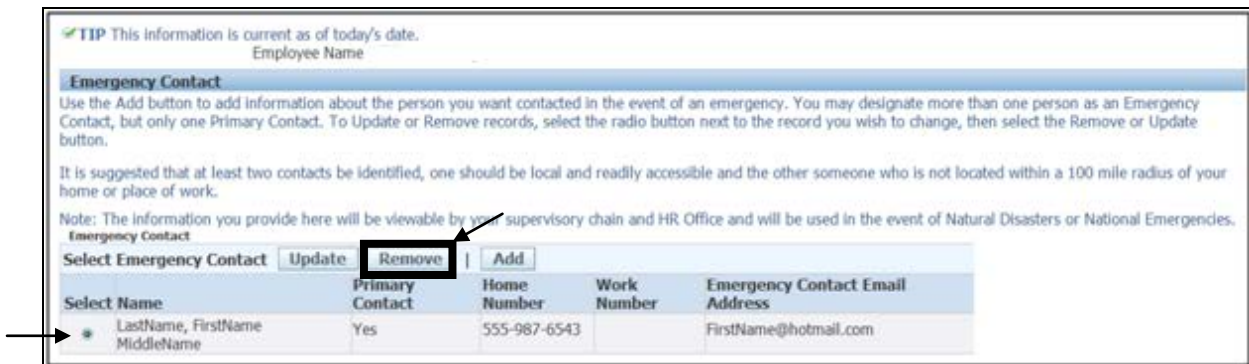 TIP This information is current as of today's date.
Employee Name
Emergency Contact
Use the Add button to add information about the person you want contacted in the event of an emergency. You may designate more than one person as an Emergency
Contact, but only one Primary Contact. To Update or Remove records, select the radio button next to the record you wish to change, then select the Remove or Update
button.
It is suggested that at least two contacts be identified, one should be local and readily accessible and the other someone who is not located within a 100 mile radius of your
home or place of work.
Note: The information you provide here will be viewable by your supervisory chain and HR Office and will be used in the event of Natural Disasters or National Emergencies.
Emergency Contact
Select Emergency Contact Update Remove | Add
Select Name Primary Contact Home Number Work Number Emergency Contact Email Address
LastName, FirstName MiddleName Yes 555-987-6543 FirstName@hotmail.com